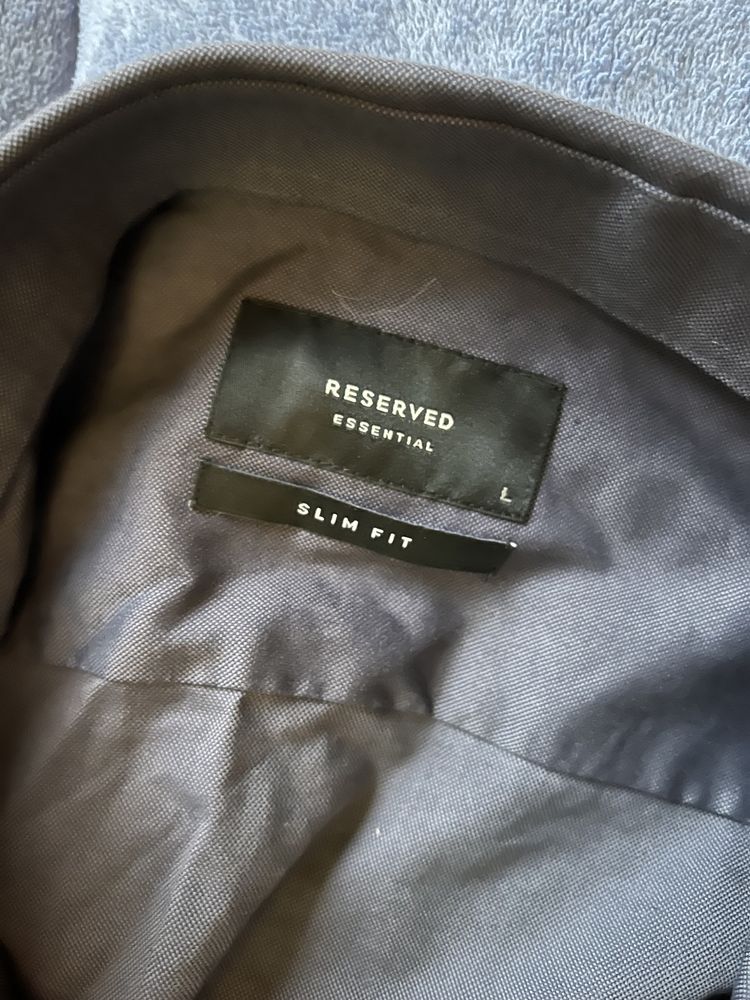 RESERVED
ESSENTIAL
L
SLIM FIT